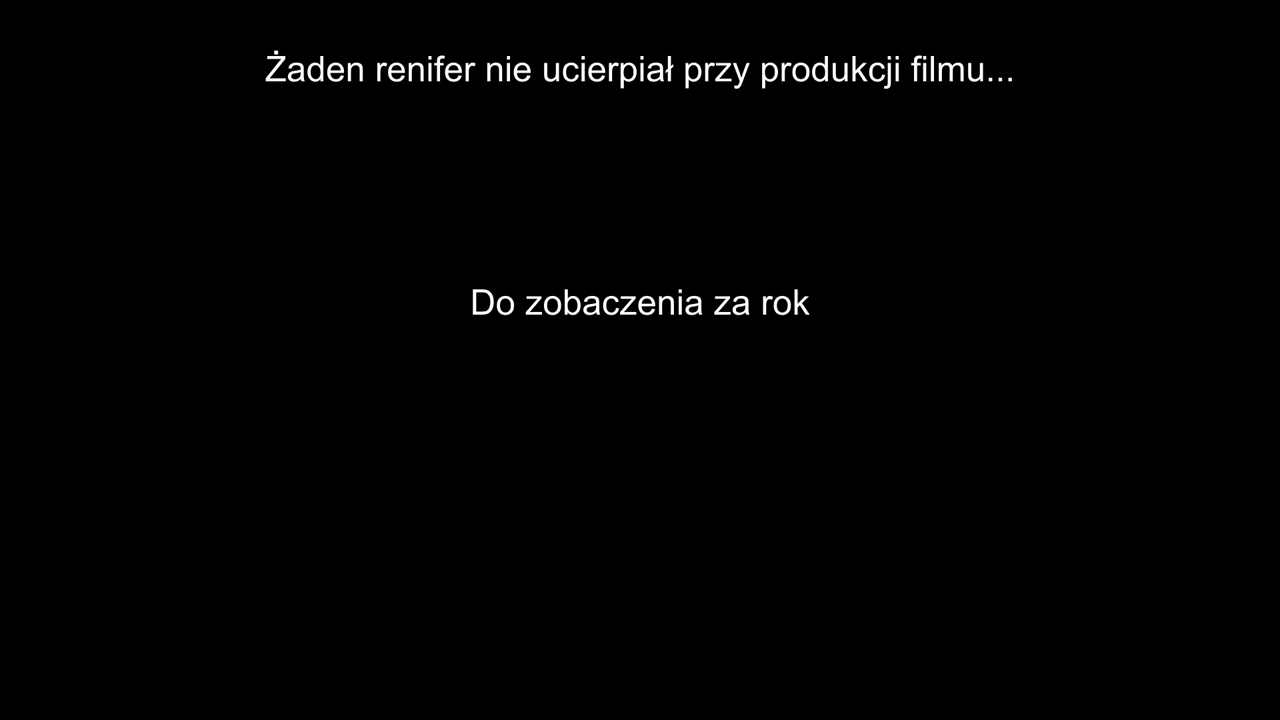 Żaden renifer nie ucierpiał przy produkcji filmu...
Do zobaczenia za rok